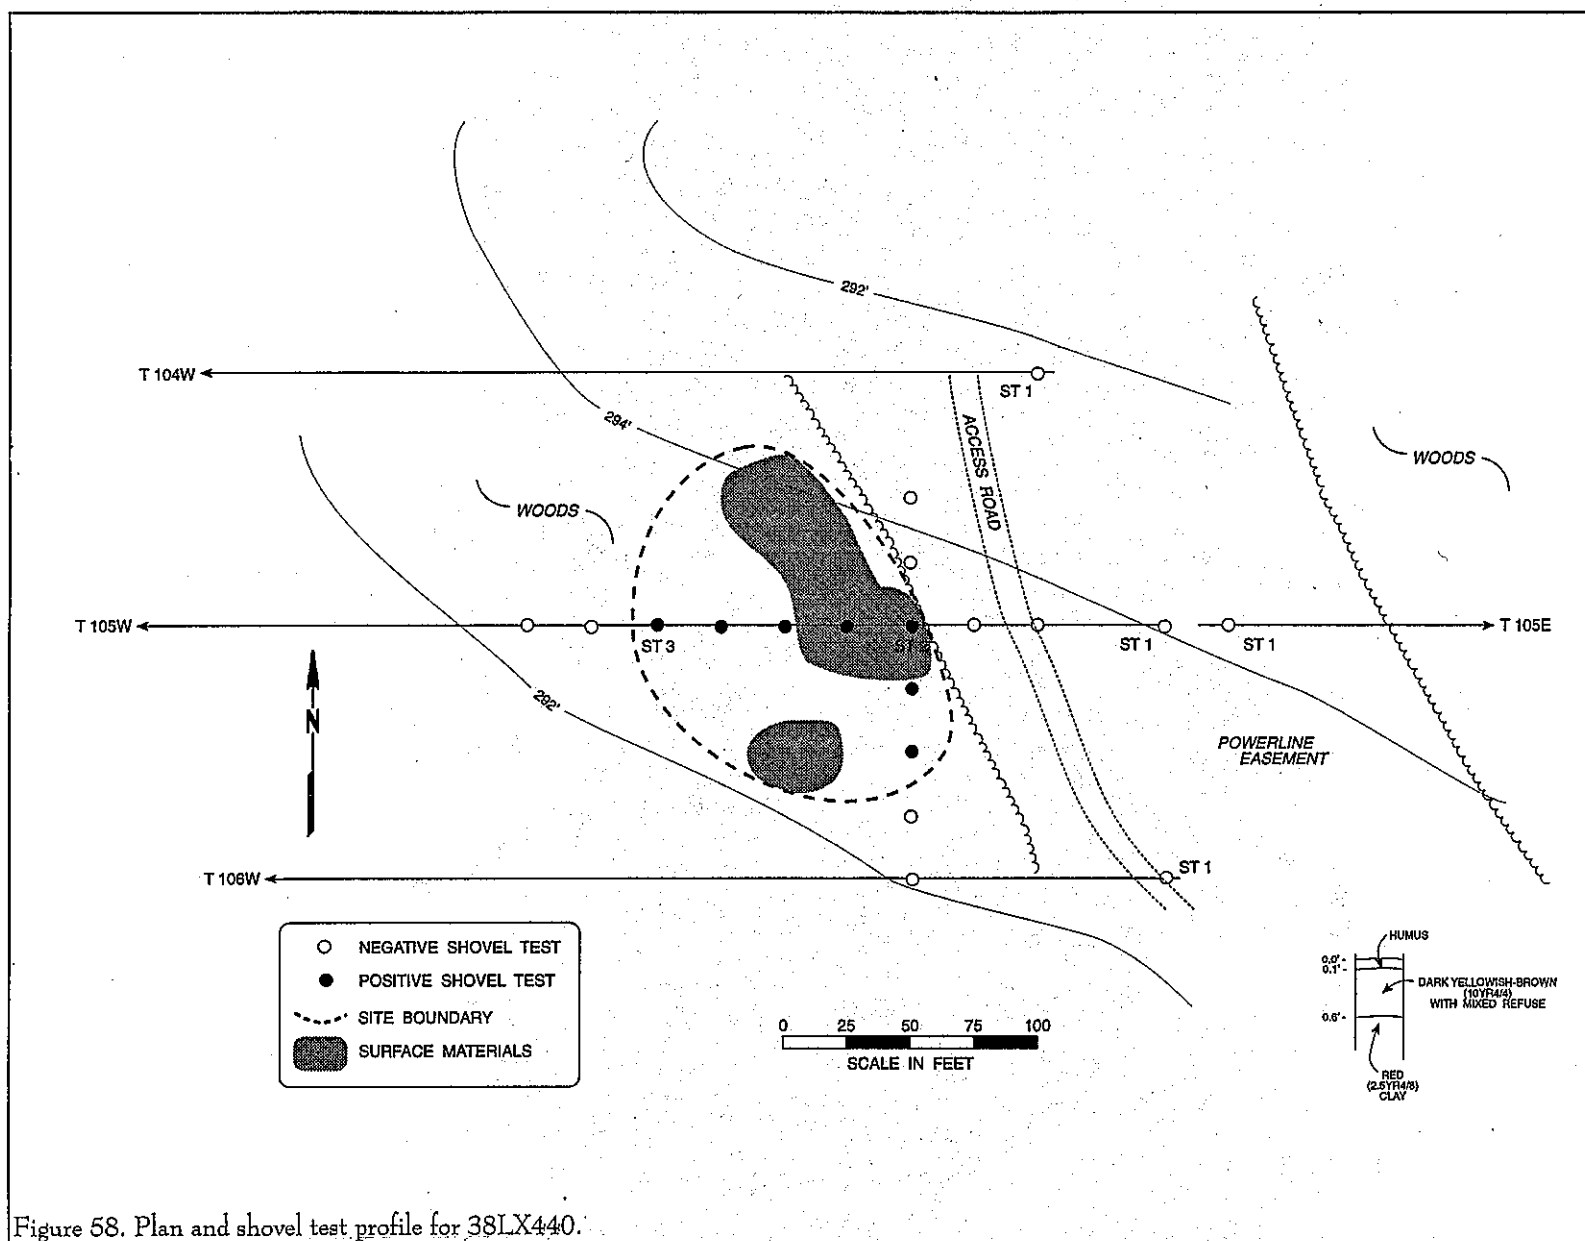 292'
T 104W
ST 1
294'
ACCESS ROAD
WOODS
WOODS
T 105W
ST 3
ST
ST 1
ST 1
T 105E
N
292'
POWERLINE
EASEMENT
T 106W
ST 1
NEGATIVE SHOVEL TEST
POSITIVE SHOVEL TEST
SITE BOUNDARY
SURFACE MATERIALS
0 25 50 75 100
SCALE IN FEET
HUMUS
0.0'
0.1'
DARK YELLOWISH-BROWN
(10YR4/4)
WITH MIXED REFUSE
0.6'
RED
(2.5YR4/8)
CLAY
Figure 58. Plan and shovel test profile for 38LX440.